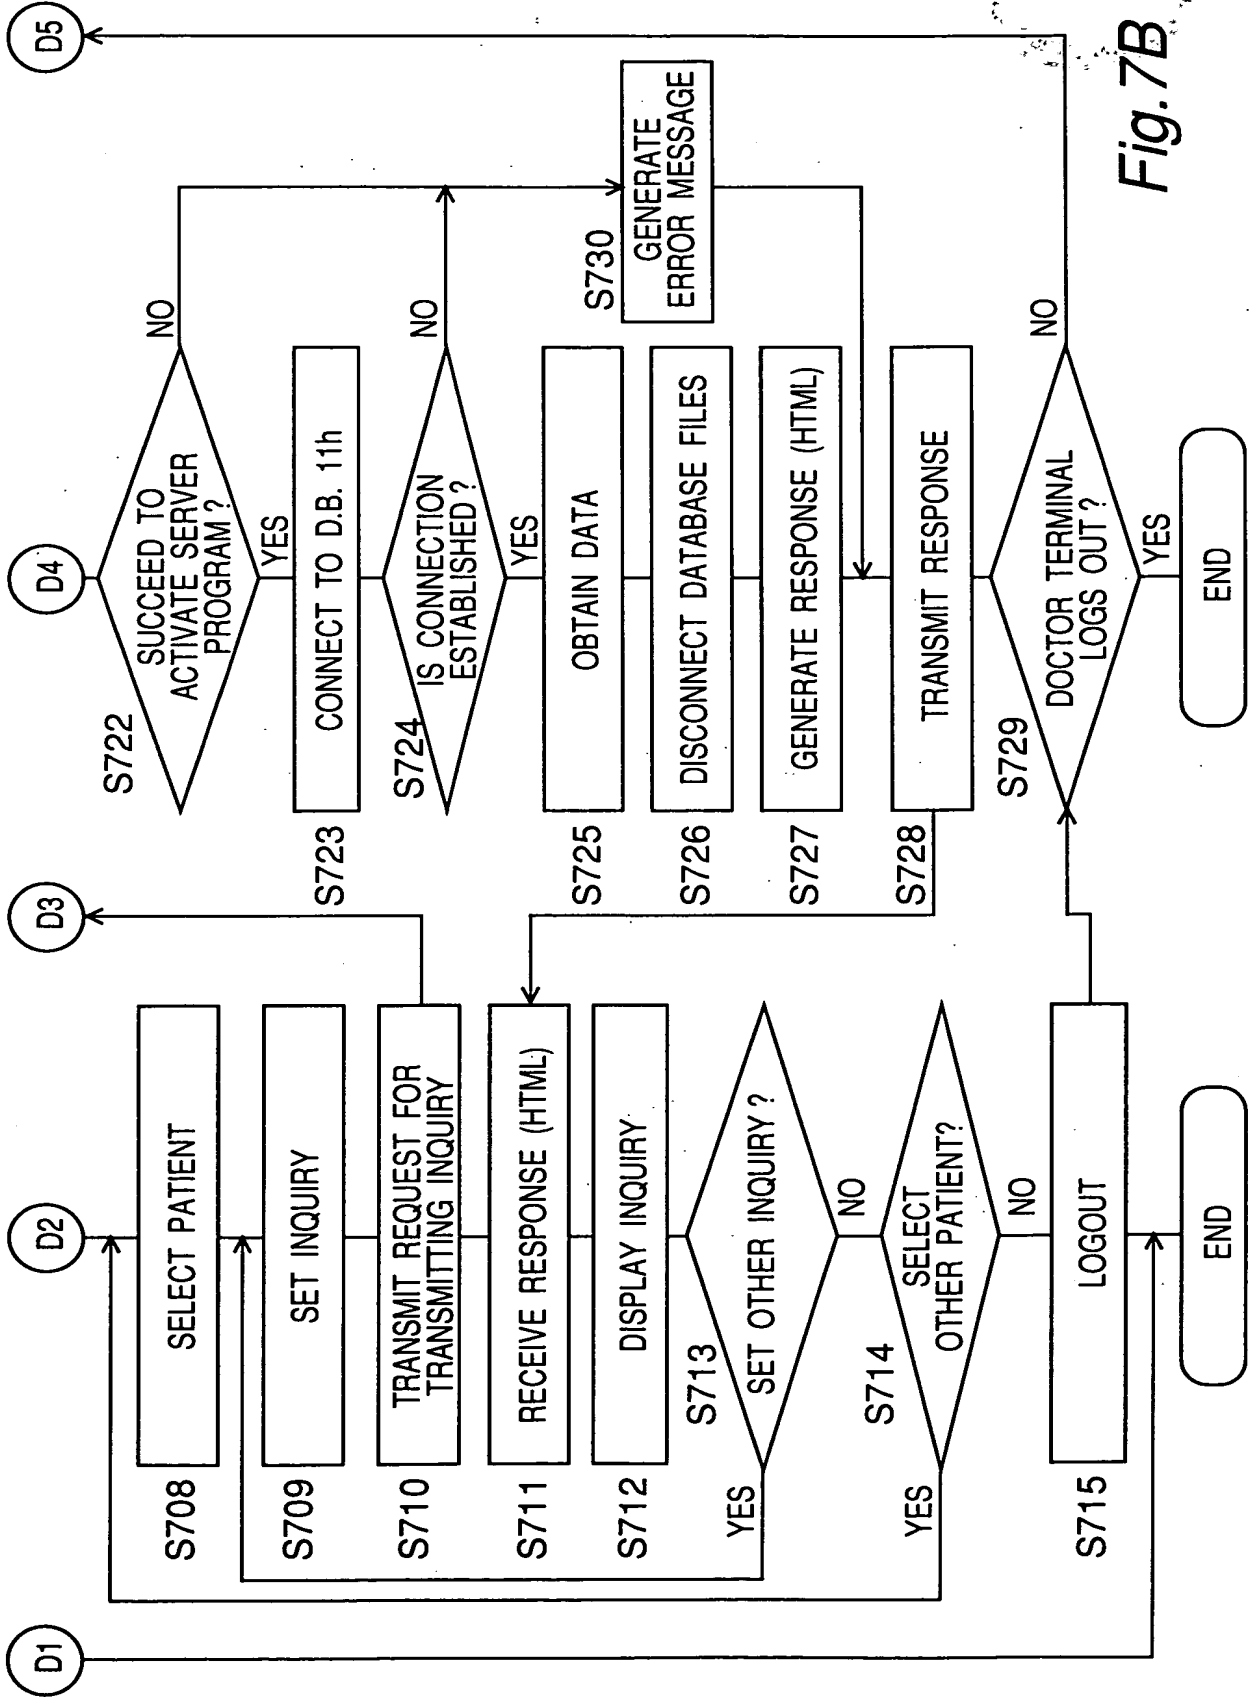 D1
D2
D3
D4
D5
S708
SELECT PATIENT
S709
SET INQUIRY
S710
TRANSMIT REQUEST FOR
TRANSMITTING INQUIRY
S711
RECEIVE RESPONSE (HTML)
S712
DISPLAY INQUIRY
S713
SET OTHER INQUIRY?
YES
NO
S714
SELECT
OTHER PATIENT?
YES
NO
S715
LOGOUT
END
S722
SUCCEED TO
ACTIVATE SERVER
PROGRAM?
NO
YES
S723
CONNECT TO D.B. 11h
S724
IS CONNECTION
ESTABLISHED?
NO
YES
S725
OBTAIN DATA
S726
DISCONNECT DATABASE FILES
S727
GENERATE RESPONSE (HTML)
S730
GENERATE
ERROR MESSAGE
S728
TRANSMIT RESPONSE
S729
DOCTOR TERMINAL
LOGS OUT?
NO
YES
END
Fig.7B